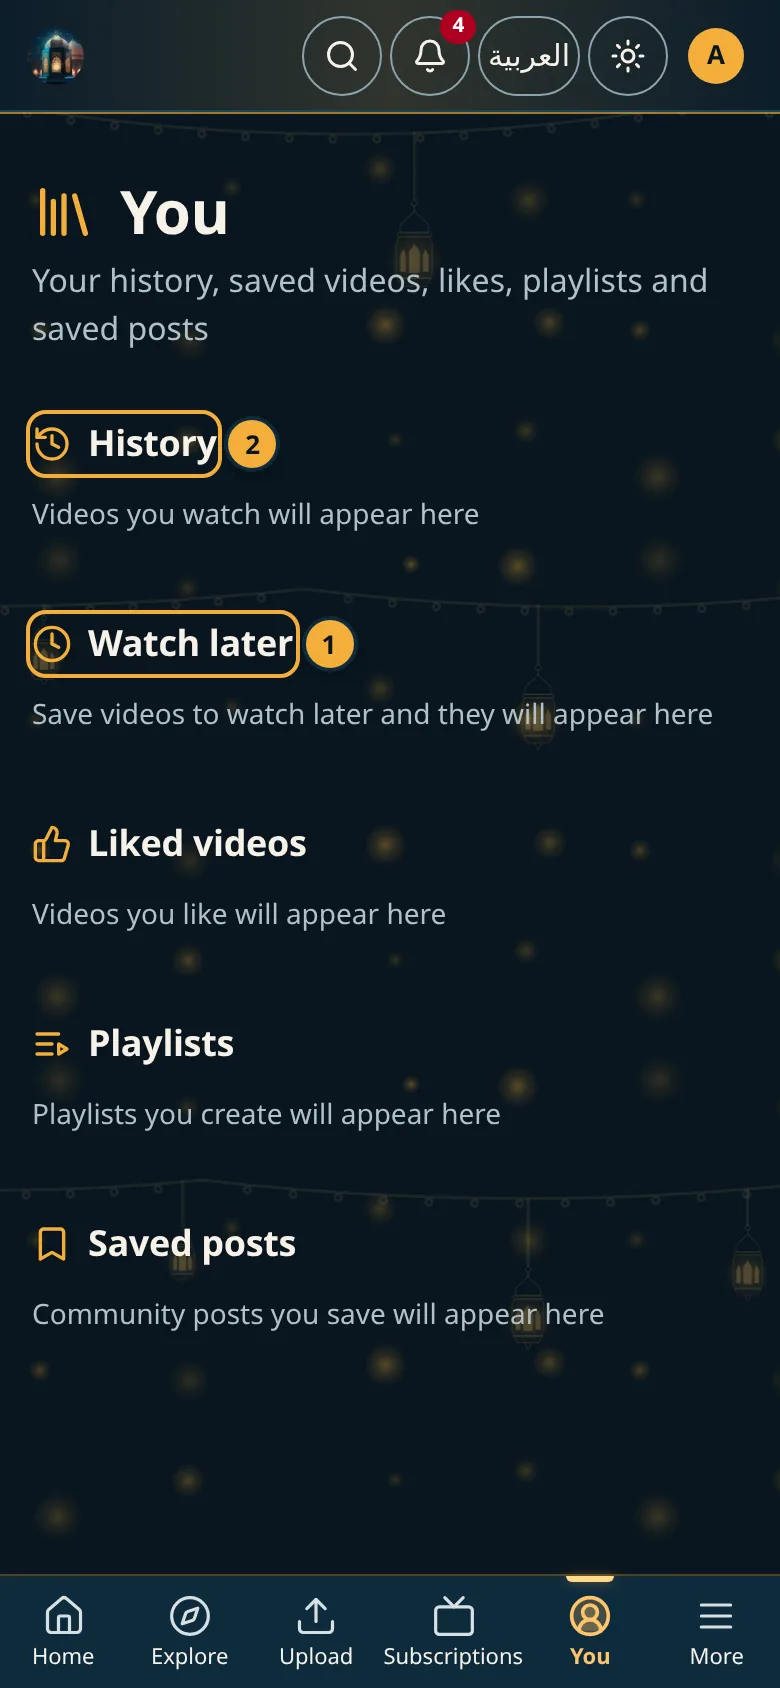 4
العربية
A
You
Your history, saved videos, likes, playlists and
saved posts
History 2
Videos you watch will appear here
Watch later 1
Save videos to watch later and they will appear here
Liked videos
Videos you like will appear here
Playlists
Playlists you create will appear here
Saved posts
Community posts you save will appear here
Home Explore Upload Subscriptions You More